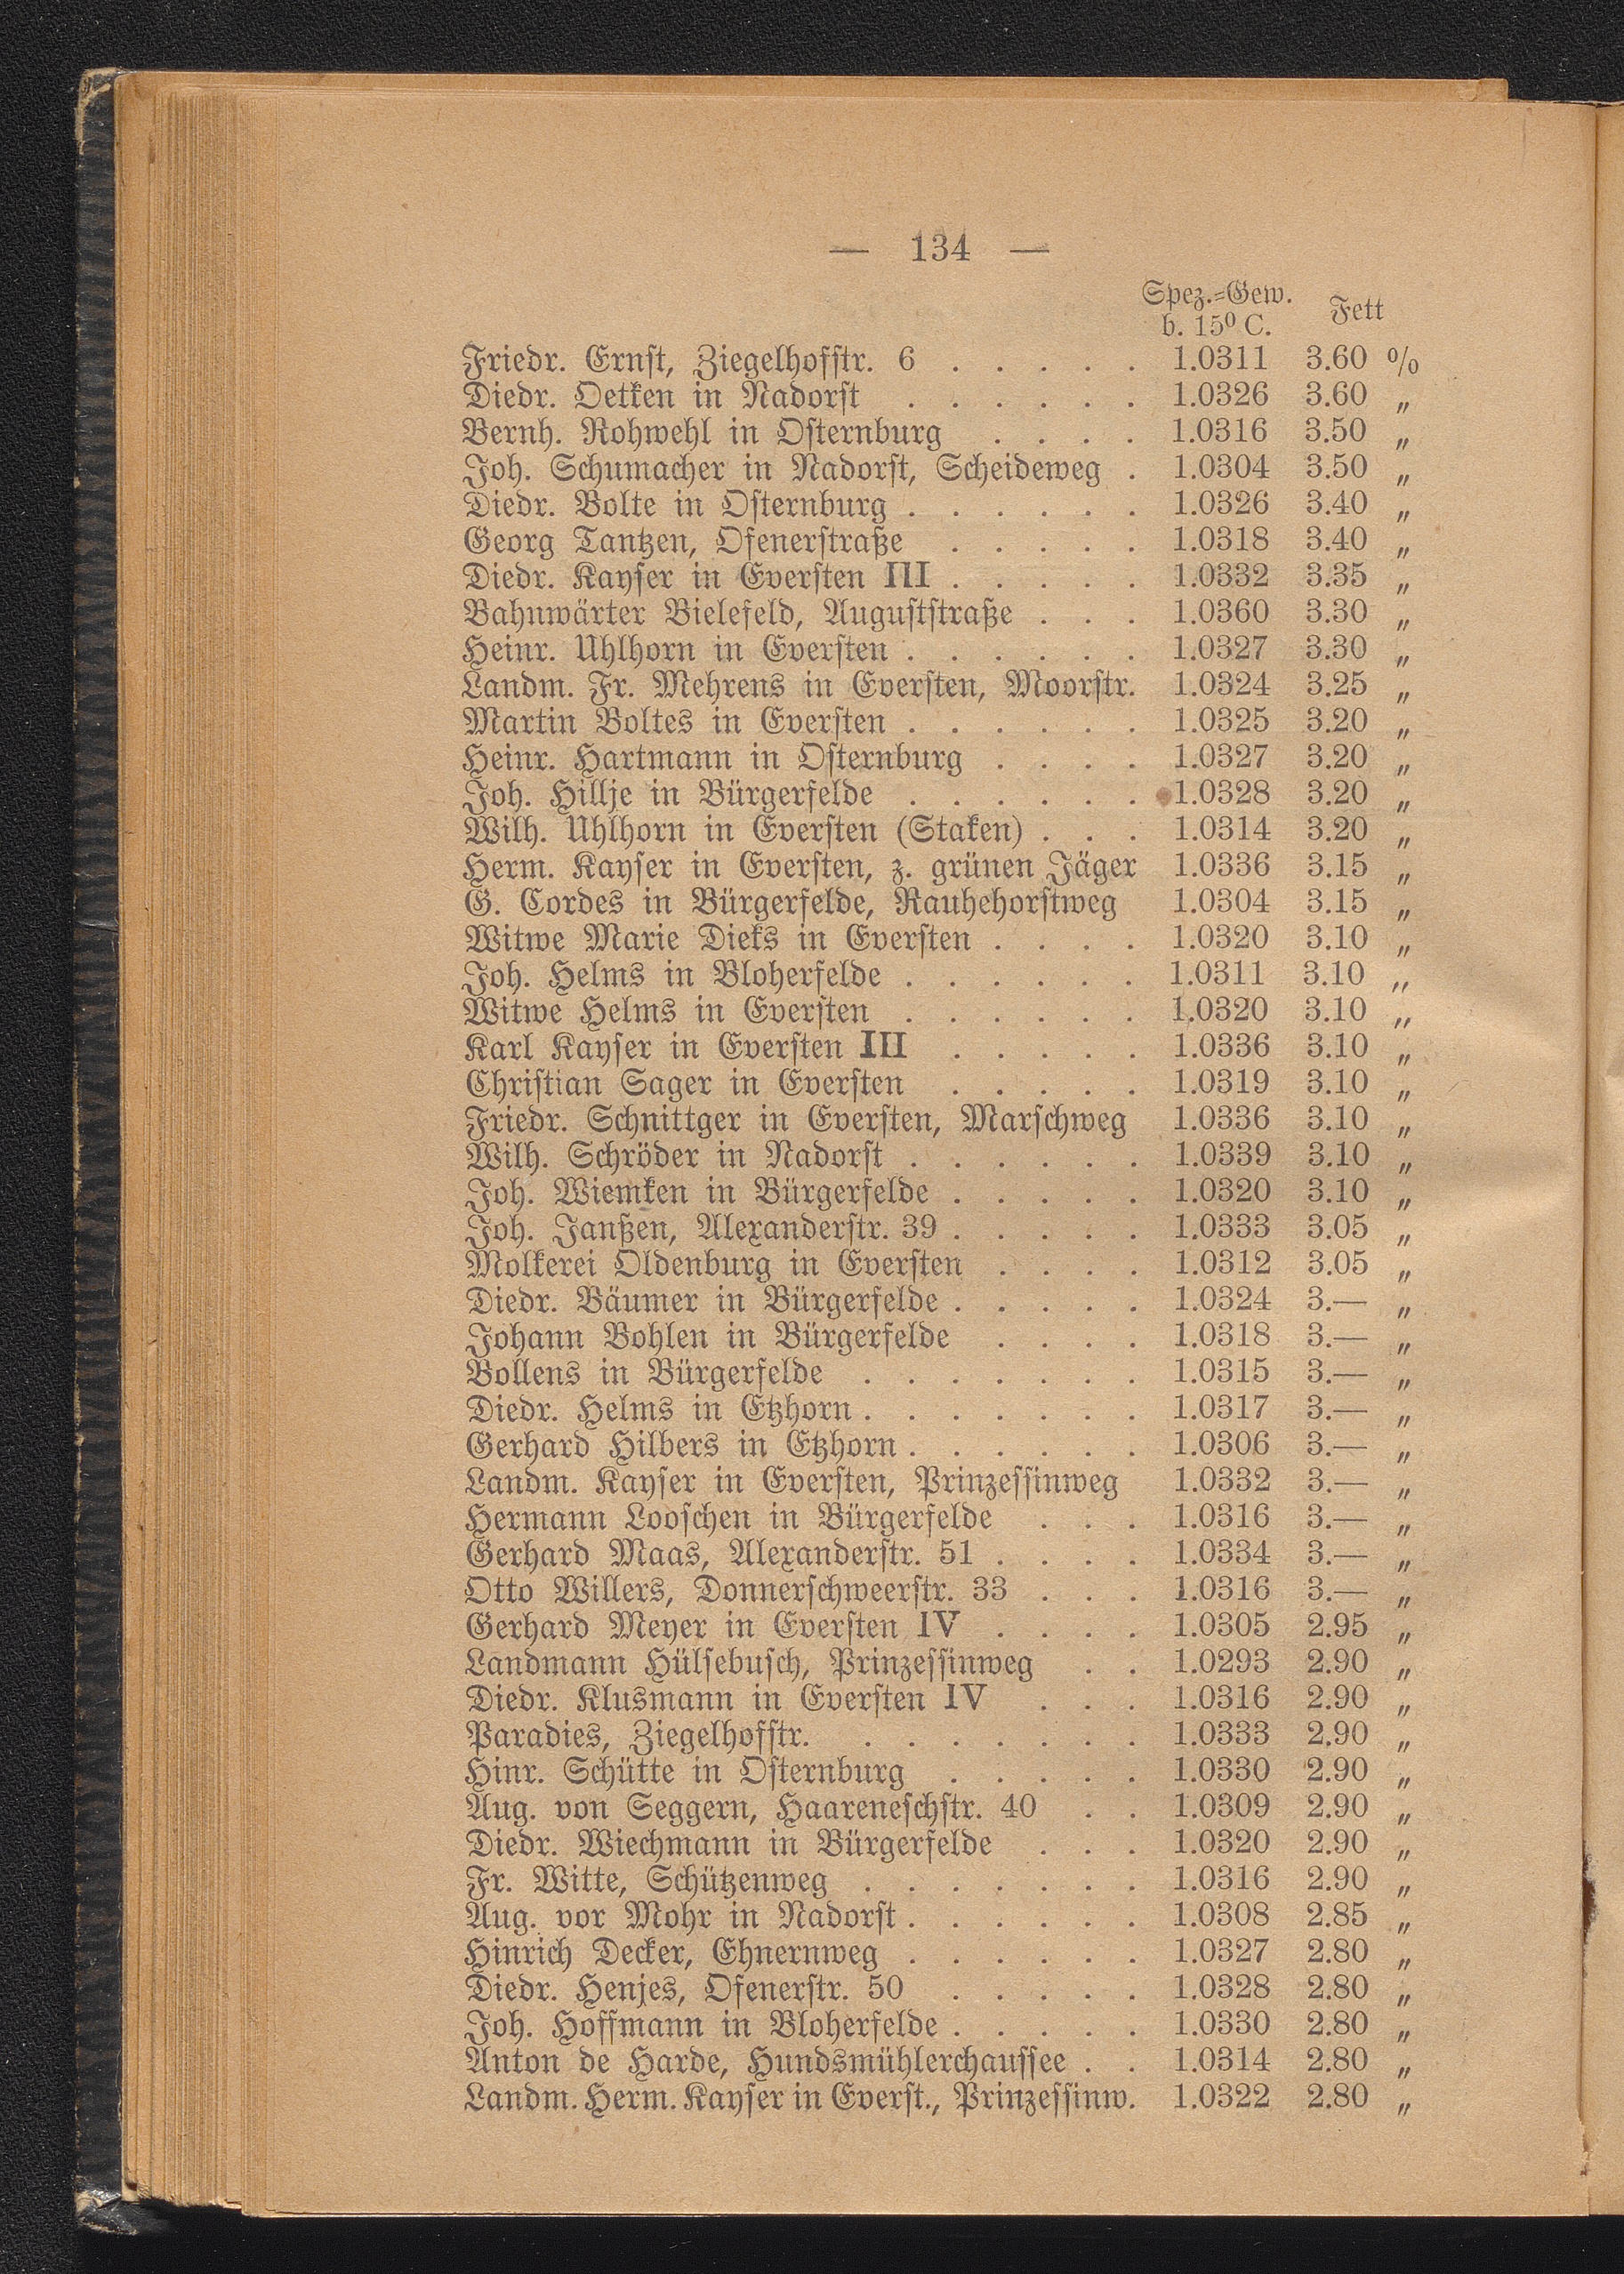 — 134 —
Spez.=Gew. Fett
b. 15⁰ C.
Friedr. Ernst, Ziegelhofstr. 6 . . . . . 1.0311 3.60 %
Diedr. Oetken in Nadorst . . . . . . 1.0326 3.60 „
Bernh. Rohwehl in Osternburg . . . . 1.0316 3.50 „
Joh. Schumacher in Nadorst, Scheideweg . 1.0304 3.50 „
Diedr. Bolte in Osternburg . . . . . . 1.0326 3.40 „
Georg Tantzen, Ofenerstraße . . . . . 1.0318 3.40 „
Diedr. Kayser in Eversten III . . . . . 1.0332 3.35 „
Bahnwärter Bielefeld, Auguststraße . . . 1.0360 3.30 „
Heinr. Uhlhorn in Eversten . . . . . . 1.0327 3.30 „
Landm. Fr. Mehrens in Eversten, Moorstr. 1.0324 3.25 „
Martin Boltes in Eversten . . . . . . 1.0325 3.20 „
Heinr. Hartmann in Osternburg . . . . 1.0327 3.20 „
Joh. Hillje in Bürgerfelde . . . . . . 1.0328 3.20 „
Wilh. Uhlhorn in Eversten (Staken) . . . 1.0314 3.20 „
Herm. Kayser in Eversten, z. grünen Jäger 1.0336 3.15 „
G. Cordes in Bürgerfelde, Rauhehorstweg 1.0304 3.15 „
Witwe Marie Dieks in Eversten . . . . 1.0320 3.10 „
Joh. Helms in Bloherfelde . . . . . . 1.0311 3.10 „
Witwe Helms in Eversten . . . . . . 1.0320 3.10 „
Karl Kayser in Eversten III . . . . . 1.0336 3.10 „
Christian Sager in Eversten . . . . . 1.0319 3.10 „
Friedr. Schnittger in Eversten, Marschweg 1.0336 3.10 „
Wilh. Schröder in Nadorst . . . . . . 1.0339 3.10 „
Joh. Wiemken in Bürgerfelde . . . . . 1.0320 3.10 „
Joh. Janßen, Alexanderstr. 39 . . . . . 1.0333 3.05 „
Molkerei Oldenburg in Eversten . . . . 1.0312 3.05 „
Diedr. Bäumer in Bürgerfelde . . . . . 1.0324 3.— „
Johann Bohlen in Bürgerfelde . . . . 1.0318 3.— „
Bollens in Bürgerfelde . . . . . . . 1.0315 3.— „
Diedr. Helms in Etzhorn . . . . . . . 1.0317 3.— „
Gerhard Hilbers in Etzhorn . . . . . . 1.0306 3.— „
Landm. Kayser in Eversten, Prinzessinweg 1.0332 3.— „
Hermann Looschen in Bürgerfelde . . . 1.0316 3.— „
Gerhard Maas, Alexanderstr. 51 . . . . 1.0334 3.— „
Otto Willers, Donnerschweerstr. 33 . . . 1.0316 3.— „
Gerhard Meyer in Eversten IV . . . . 1.0305 2.95 „
Landmann Hülsebusch, Prinzessinweg . . 1.0293 2.90 „
Diedr. Klusmann in Eversten IV . . . 1.0316 2.90 „
Paradies, Ziegelhofstr. . . . . . . . 1.0333 2.90 „
Hinr. Schütte in Osternburg . . . . . 1.0330 2.90 „
Aug. von Seggern, Haareneschstr. 40 . . 1.0309 2.90 „
Diedr. Wiechmann in Bürgerfelde . . . 1.0320 2.90 „
Fr. Witte, Schützenweg . . . . . . . 1.0316 2.90 „
Aug. vor Mohr in Nadorst . . . . . . 1.0308 2.85 „
Hinrich Decker, Ehnernweg . . . . . . 1.0327 2.80 „
Diedr. Henjes, Ofenerstr. 50 . . . . . 1.0328 2.80 „
Joh. Hoffmann in Bloherfelde . . . . . 1.0330 2.80 „
Anton de Harde, Hundsmühlerchaussee . . 1.0314 2.80 „
Landm. Herm. Kayser in Everst., Prinzessinw. 1.0322 2.80 „